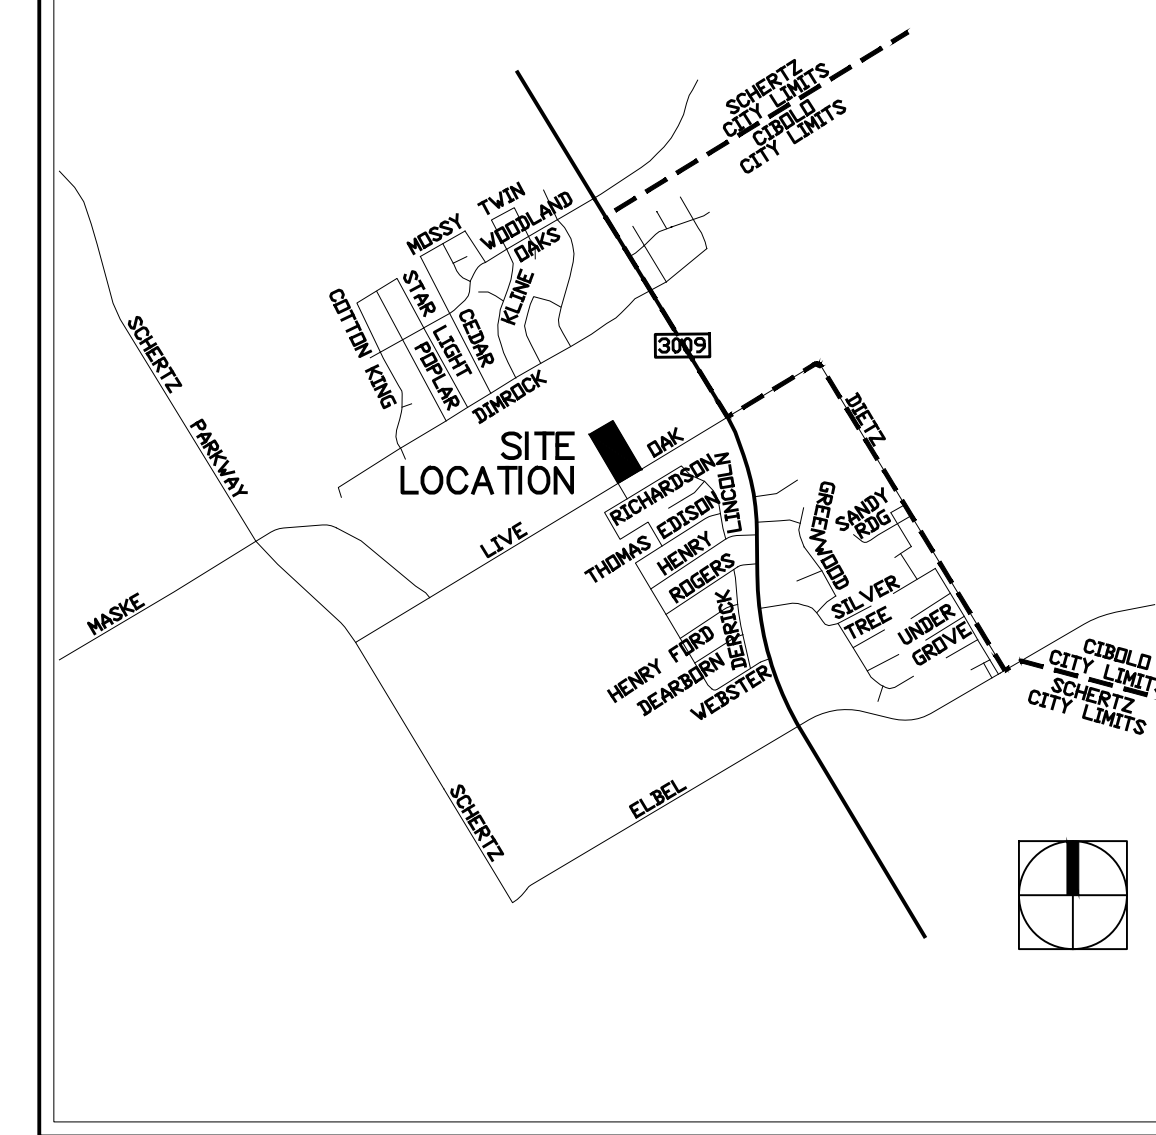 SCHERTZ
CITY LIMITS
CIBOLO
CITY LIMITS
TWIN
MOSSY
WOODLAND
OAKS
STAR
KLINE
COTTON KING
CEDAR
LIGHT
POPLAR
DIMROCK
3009
SCHERTZ PARKWAY
DIETZ
SITE
LOCATION
LIVE OAK
RICHARDSON
LINCOLN
EDISON
THOMAS
HENRY
ROGERS
GREENWOOD
SANDY
RDG
SILVER
TREE
UNDER
GROVE
MASKE
DERRICK
HENRY FORD
DEARBORN
WEBSTER
CIBOLO
CITY LIMITS
SCHERTZ
CITY LIMITS
SCHERTZ
ELBEL